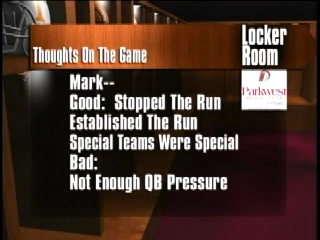 Locker
Room
Thoughts On The Game
Parkwest
Mark--
Good: Stopped The Run
Established The Run
Special Teams Were Special
Bad:
Not Enough QB Pressure